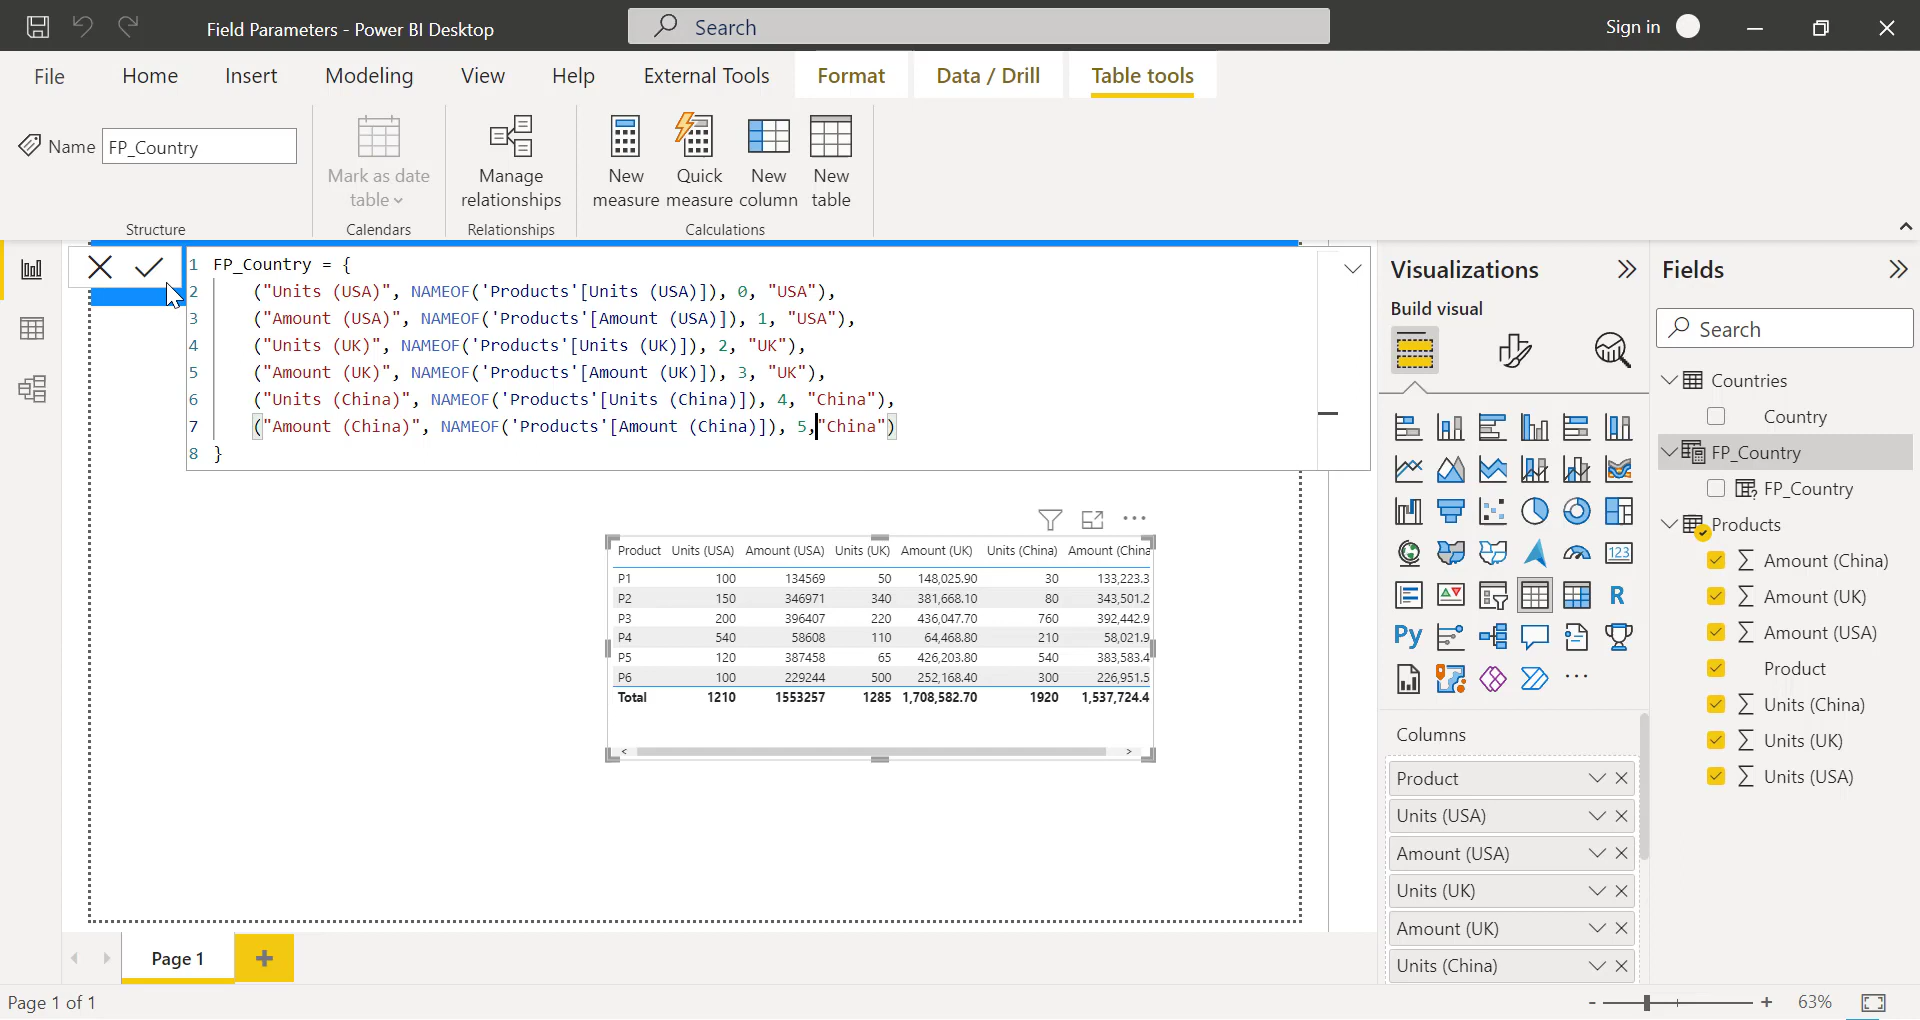 Field Parameters - Power BI Desktop
Search
Sign in
File Home Insert Modeling View Help External Tools Format Data / Drill Table tools
Name FP_Country
Mark as date table
Manage relationships
New measure
Quick measure
New column
New table
Structure Calendars Relationships Calculations
1 FP_Country = {
2 ("Units (USA)", NAMEOF('Products'[Units (USA)]), 0, "USA"),
3 ("Amount (USA)", NAMEOF('Products'[Amount (USA)]), 1, "USA"),
4 ("Units (UK)", NAMEOF('Products'[Units (UK)]), 2, "UK"),
5 ("Amount (UK)", NAMEOF('Products'[Amount (UK)]), 3, "UK"),
6 ("Units (China)", NAMEOF('Products'[Units (China)]), 4, "China"),
7 ("Amount (China)", NAMEOF('Products'[Amount (China)]), 5,"China")
8 }
Product Units (USA) Amount (USA) Units (UK) Amount (UK) Units (China) Amount (China
P1 100 134569 50 148,025.90 30 133,223.3
P2 150 346971 340 381,668.10 80 343,501.2
P3 200 396407 220 436,047.70 760 392,442.9
P4 540 58608 110 64,468.80 210 58,021.9
P5 120 387458 65 426,203.80 540 383,583.4
P6 100 229244 500 252,168.40 300 226,951.5
Total 1210 1553257 1285 1,708,582.70 1920 1,537,724.4
Visualizations
Build visual
123
R
Py
Columns
Product
Units (USA)
Amount (USA)
Units (UK)
Amount (UK)
Units (China)
Fields
Search
Countries
Country
FP_Country
FP_Country
Products
Amount (China)
Amount (UK)
Amount (USA)
Product
Units (China)
Units (UK)
Units (USA)
Page 1
Page 1 of 1
63%